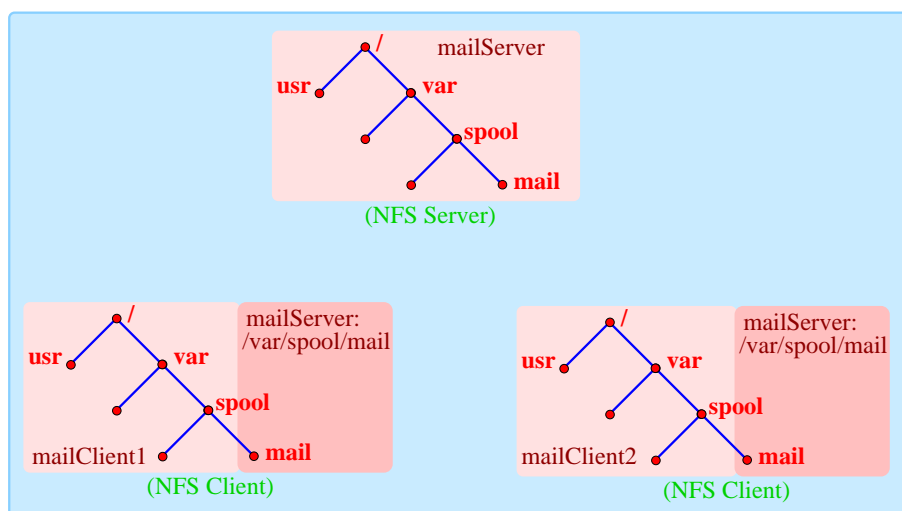 /
mailServer
usr
var
spool
mail
(NFS Server)
/
mailServer:
/var/spool/mail
usr
var
spool
mailClient1
mail
(NFS Client)
/
mailServer:
/var/spool/mail
usr
var
spool
mailClient2
mail
(NFS Client)